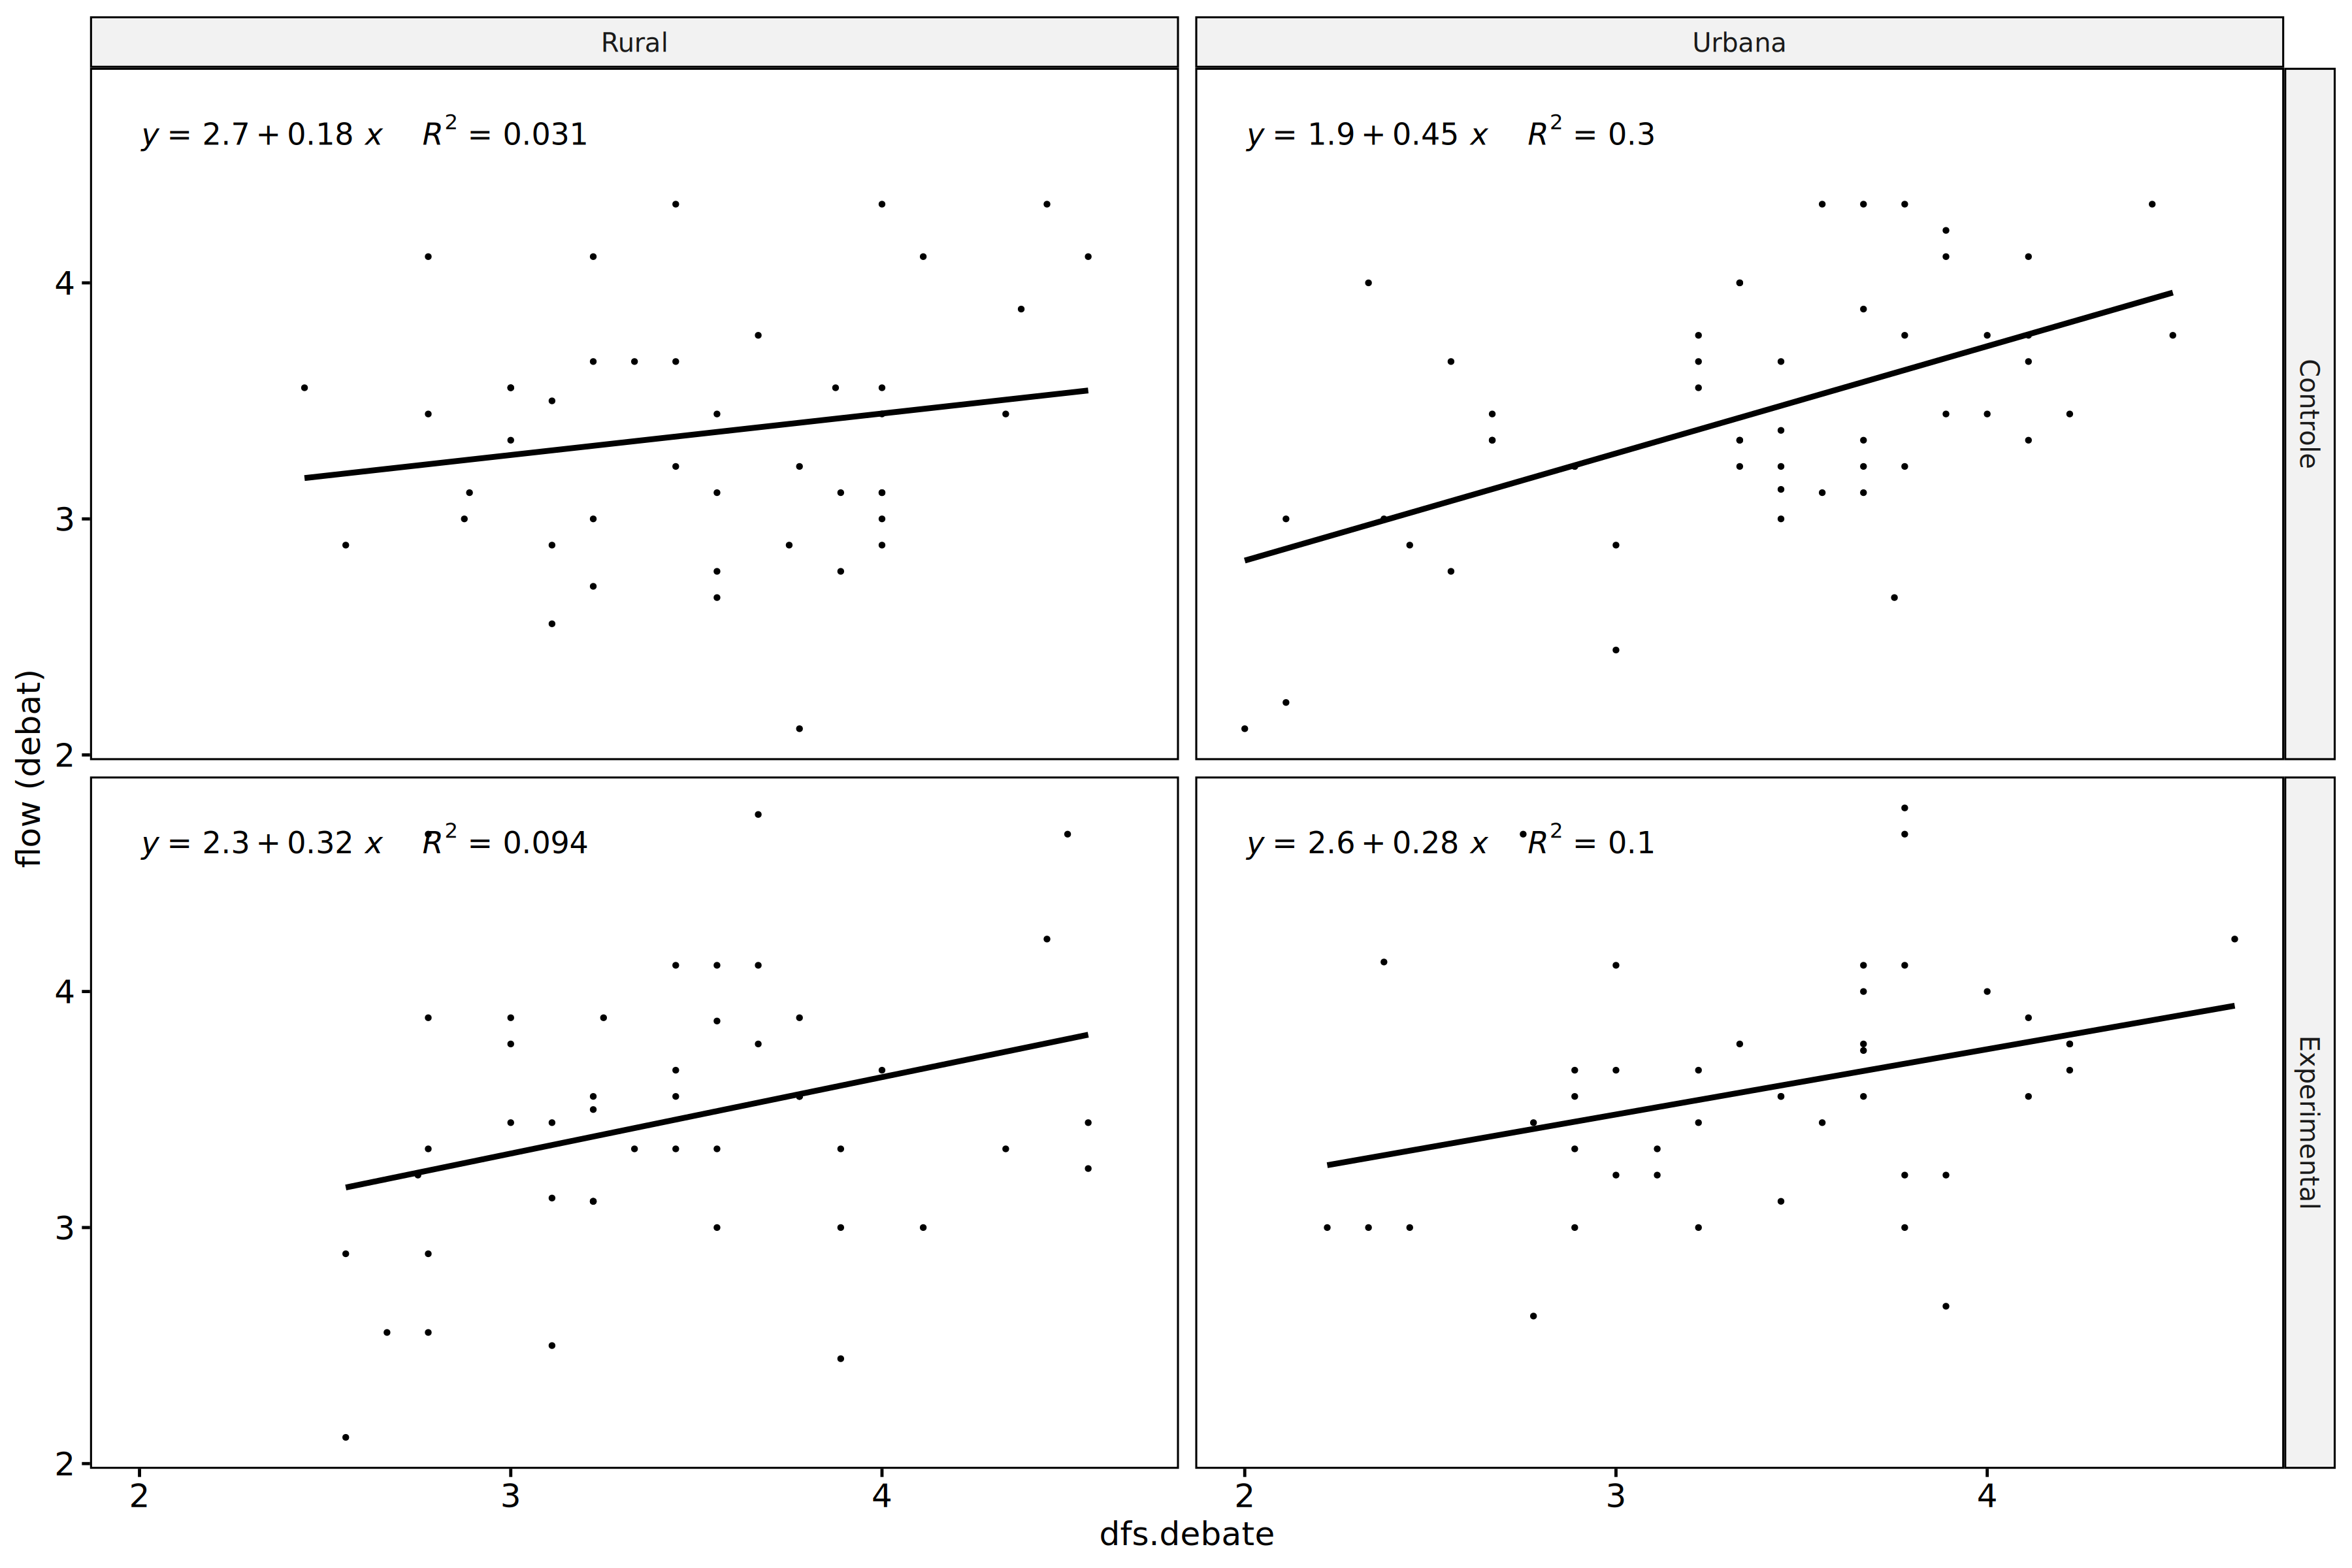 Rural
Urbana
y = 2.7 + 0.18 x R² = 0.031
y = 1.9 + 0.45 x R² = 0.3
Controle
4
3
2
flow (debat)
y = 2.3 + 0.32 x R² = 0.094
y = 2.6 + 0.28 x R² = 0.1
Experimental
4
3
2
2 3 4
2 3 4
dfs.debate